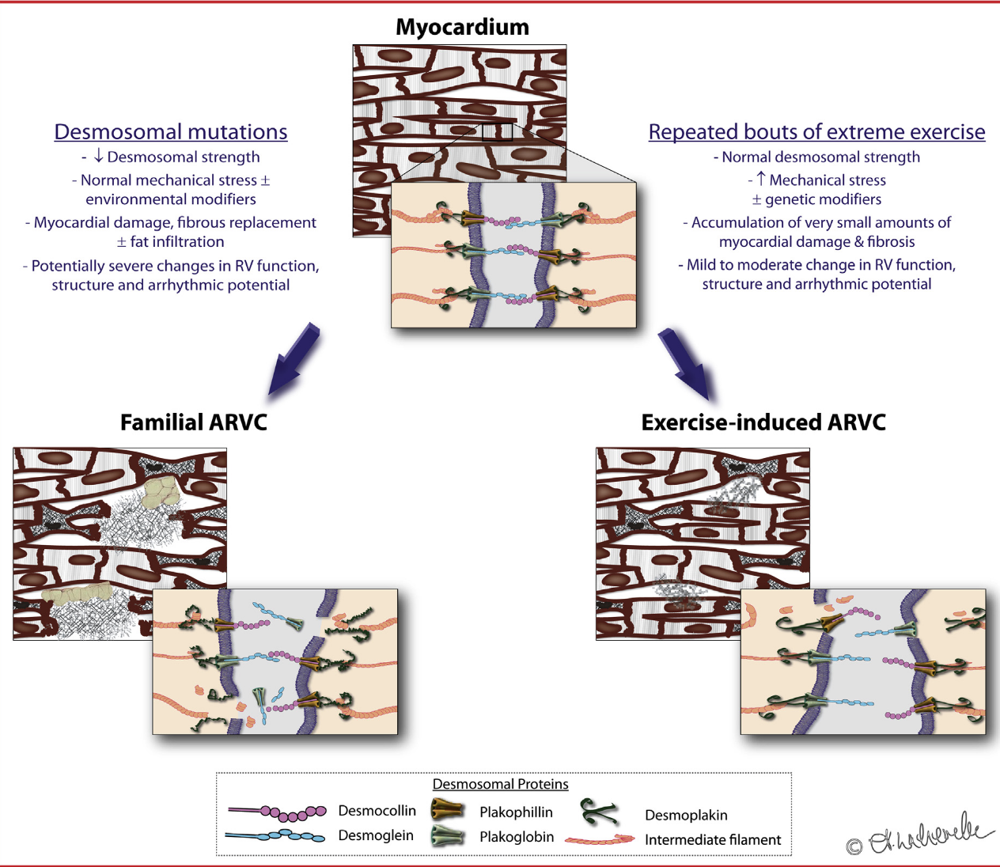 Myocardium
Desmosomal mutations
- ↓ Desmosomal strength
- Normal mechanical stress ±
environmental modifiers
- Myocardial damage, fibrous replacement
± fat infiltration
- Potentially severe changes in RV function,
structure and arrhythmic potential
Repeated bouts of extreme exercise
- Normal desmosomal strength
- ↑ Mechanical stress
± genetic modifiers
- Accumulation of very small amounts of
myocardial damage & fibrosis
- Mild to moderate change in RV function,
structure and arrhythmic potential
Familial ARVC
Exercise-induced ARVC
Desmosomal Proteins
Desmocollin
Desmoglein
Plakophillin
Plakoglobin
Desmoplakin
Intermediate filament
©